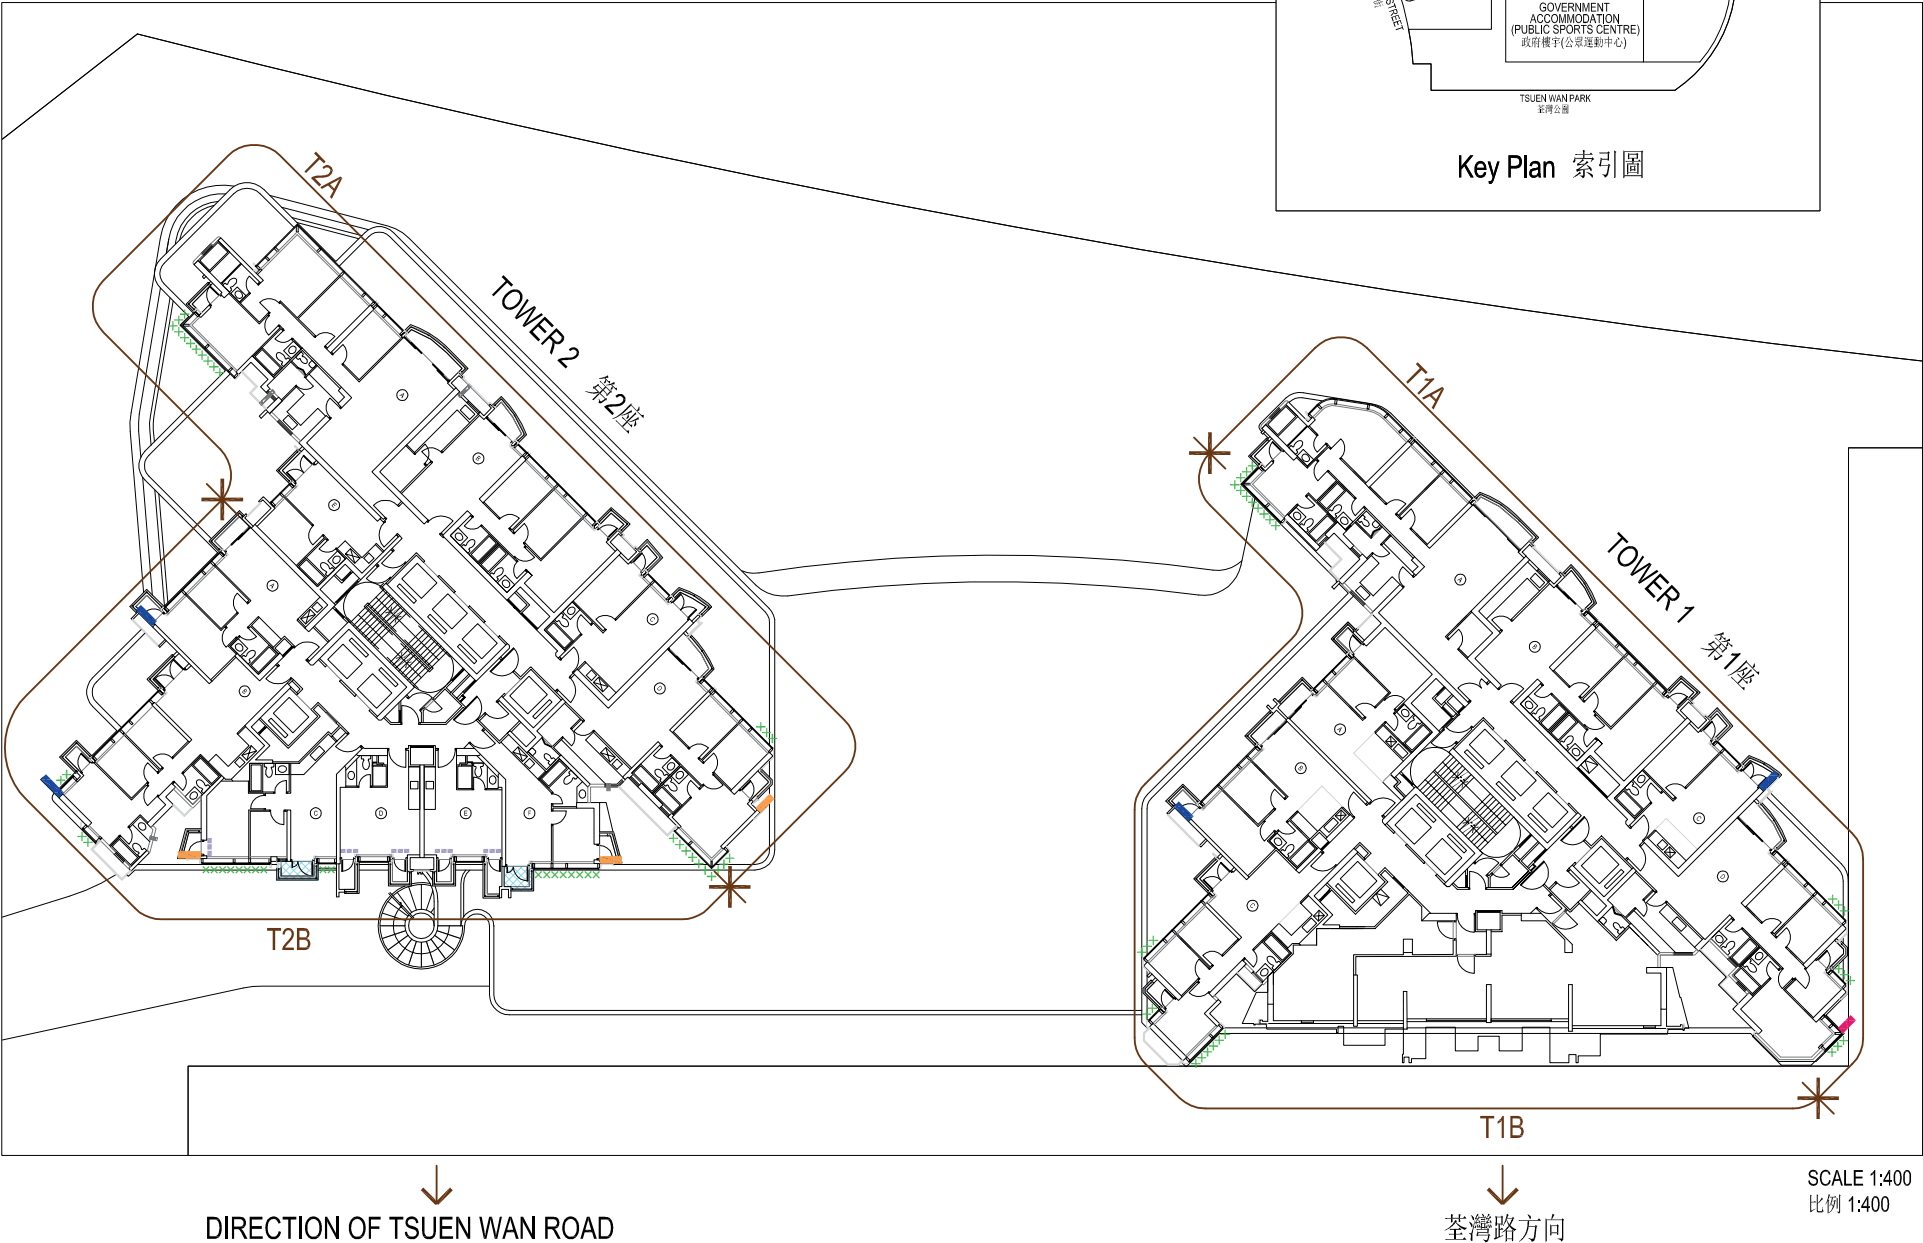 STREET
街
GOVERNMENT
ACCOMMODATION
(PUBLIC SPORTS CENTRE)
政府樓宇(公眾運動中心)
TSUEN WAN PARK
荃灣公園
Key Plan 索引圖
T2A
TOWER 2 第2座
T1A
TOWER 1 第1座
A
B
C
D
E
A
B
C
D
E
F
A
B
C
D
A
B
C
T2B
T1B
SCALE 1:400
比例 1:400
DIRECTION OF TSUEN WAN ROAD
荃灣路方向